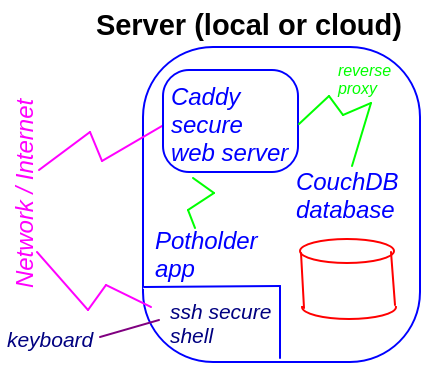 Server (local or cloud)
reverse
proxy
Caddy
secure
web server
Network / Internet
CouchDB
database
Potholder
app
ssh secure
shell
keyboard